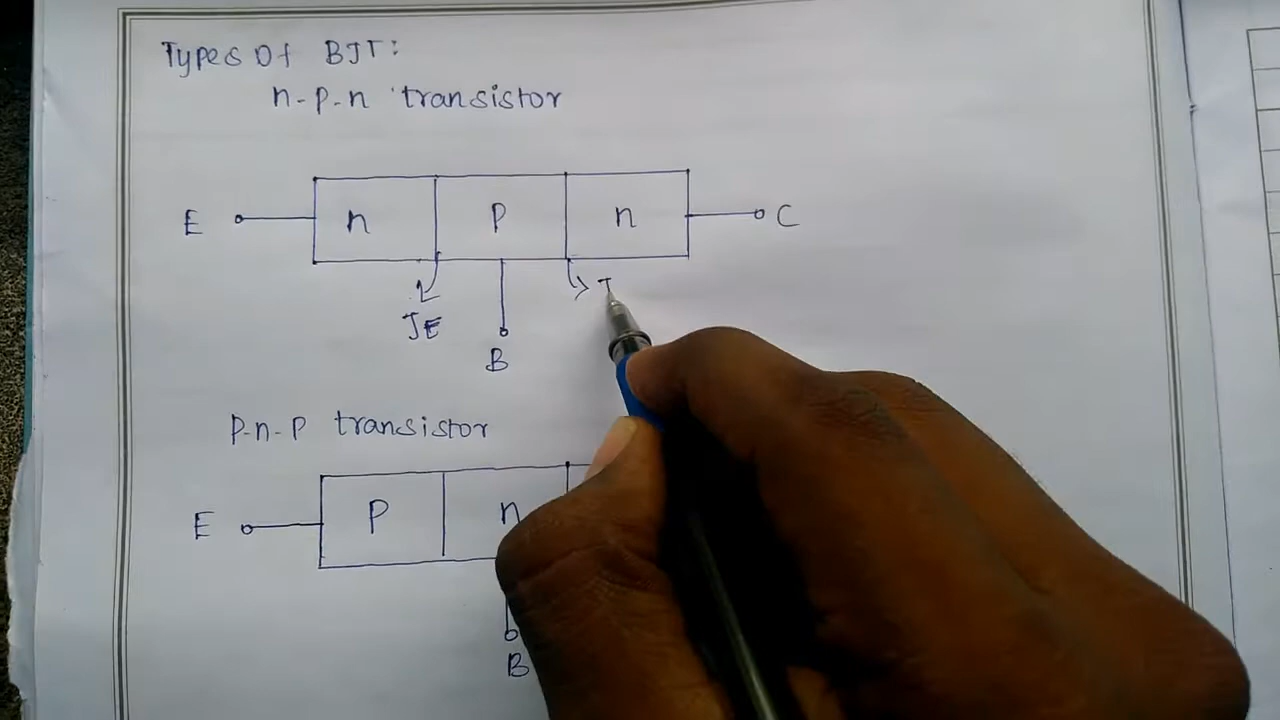 Types Of BJT:
n-p-n transistor
E n P n C
JE
B
P-n-P transistor
E P n
B